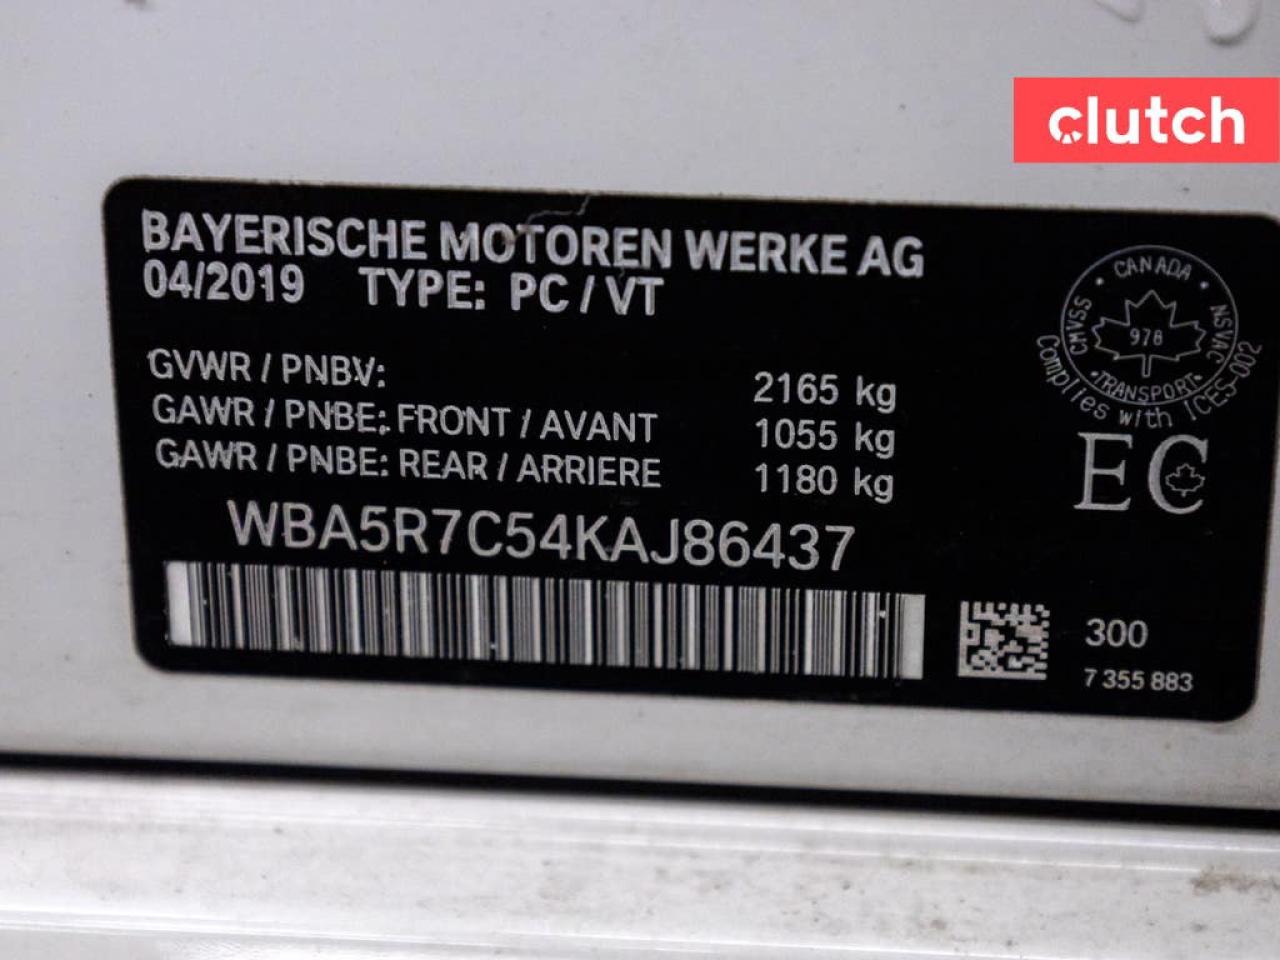 clutch
BAYERISCHE MOTOREN WERKE AG
04/2019 TYPE: PC / VT
GVWR / PNBV: 2165 kg
GAWR / PNBE: FRONT / AVANT 1055 kg
GAWR / PNBE: REAR / ARRIERE 1180 kg
WBA5R7C54KAJ86437
CANADA
CMVSS
NSVAC
978
TRANSPORT
Complies with ICES-002
EC
300
7 355 883